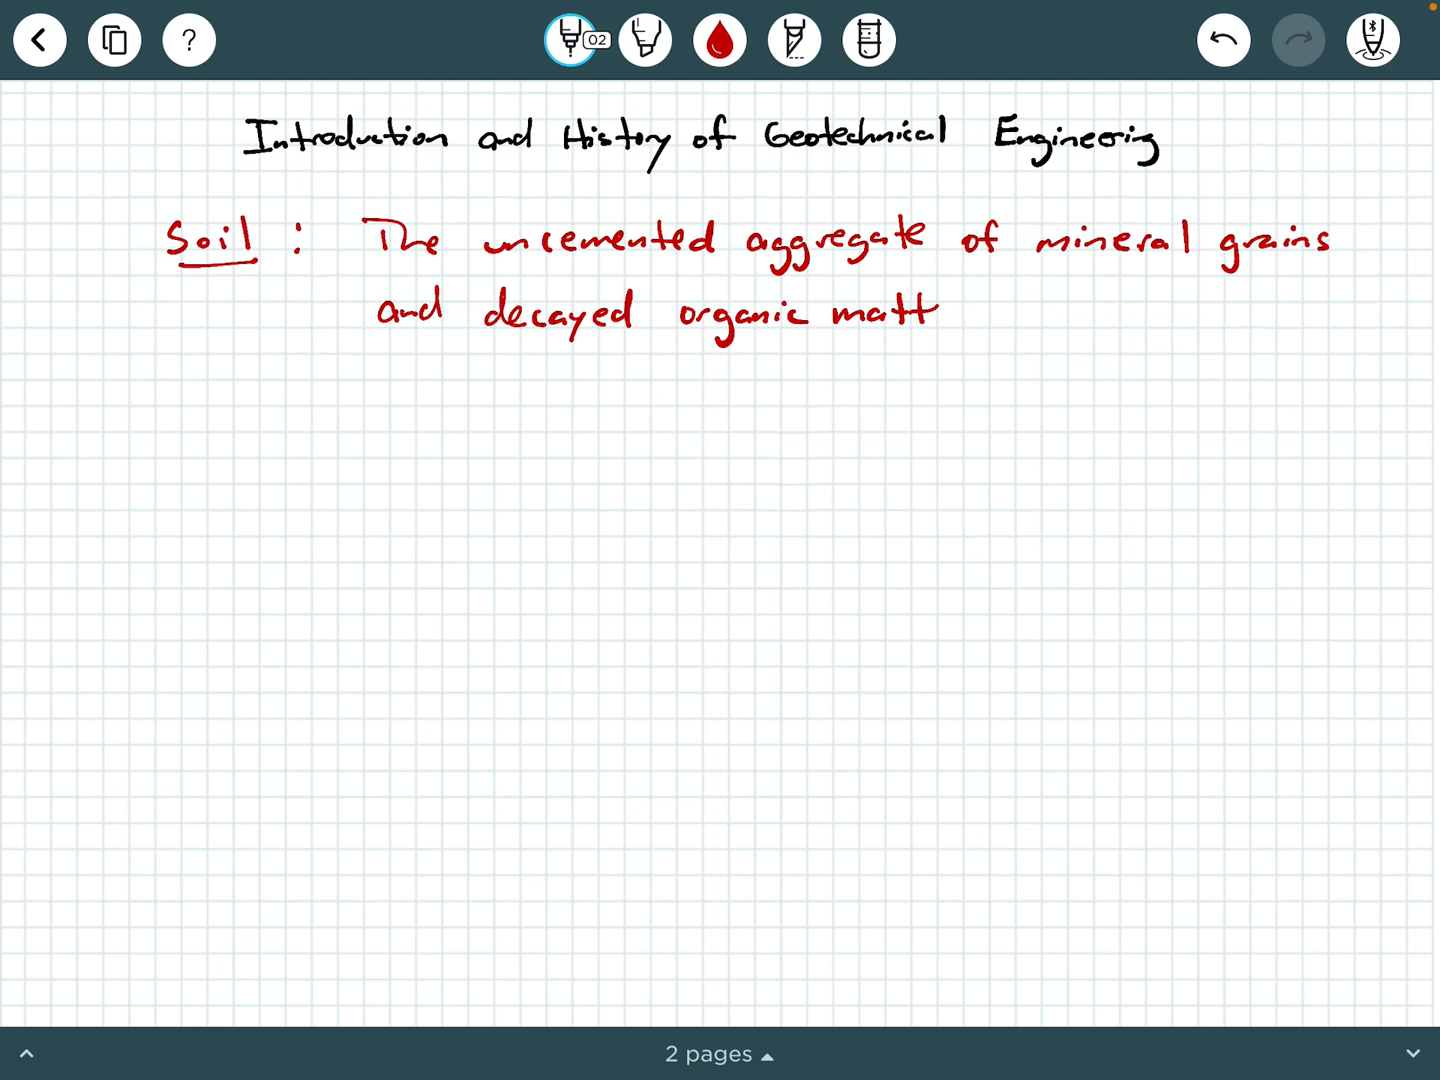 ?
02
Introduction and History of Geotechnical Engineering
Soil : The uncemented aggregate of mineral grains
and decayed organic matt
2 pages